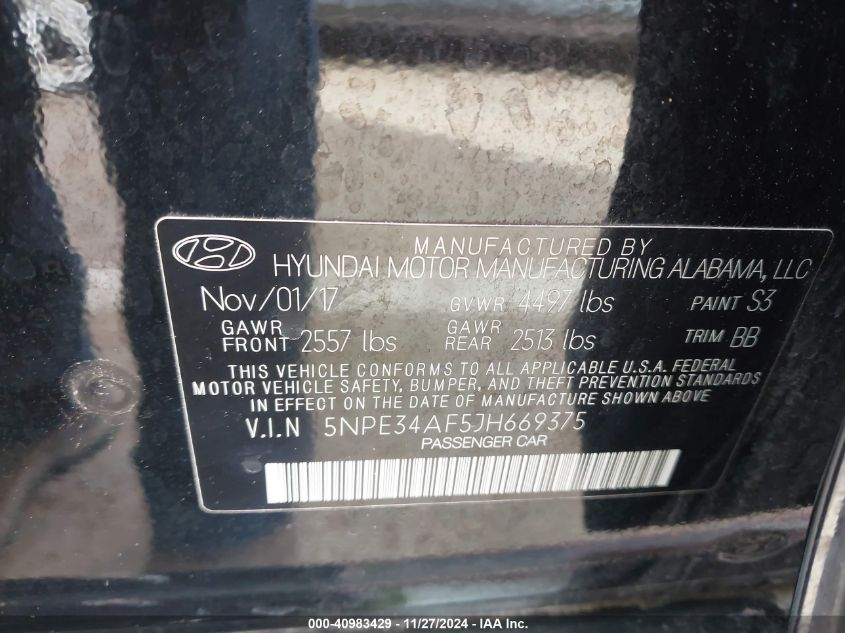 MANUFACTURED BY
HYUNDAI MOTOR MANUFACTURING ALABAMA, LLC
Nov/01/17 GVWR 4497 lbs PAINT S3
GAWR FRONT 2557 lbs GAWR REAR 2513 lbs TRIM BB
THIS VEHICLE CONFORMS TO ALL APPLICABLE U.S.A. FEDERAL
MOTOR VEHICLE SAFETY, BUMPER, AND THEFT PREVENTION STANDARDS
IN EFFECT ON THE DATE OF MANUFACTURE SHOWN ABOVE
V.I.N 5NPE34AF5JH669375
PASSENGER CAR
000-40983429 - 11/27/2024 - IAA Inc.